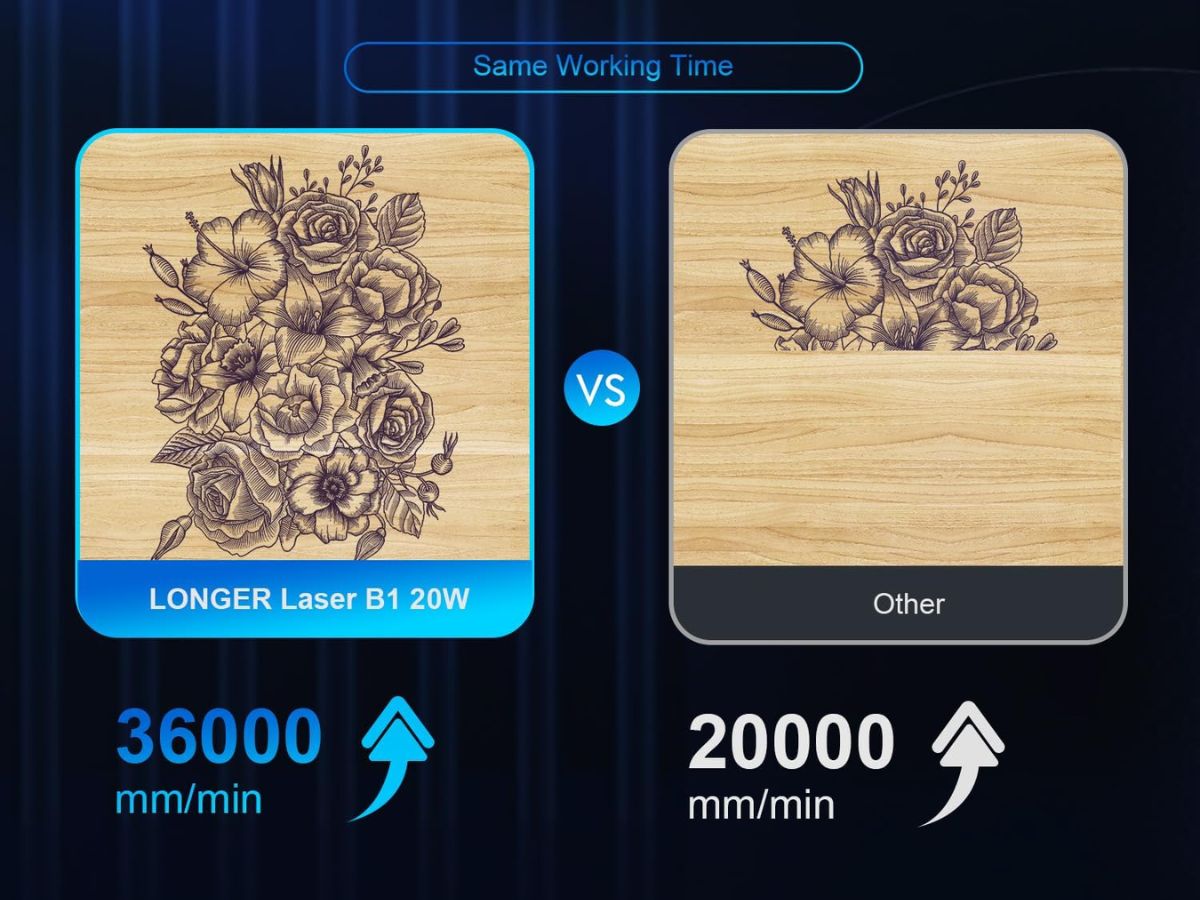 Same Working Time
VS
LONGER Laser B1 20W
Other
36000
mm/min
20000
mm/min